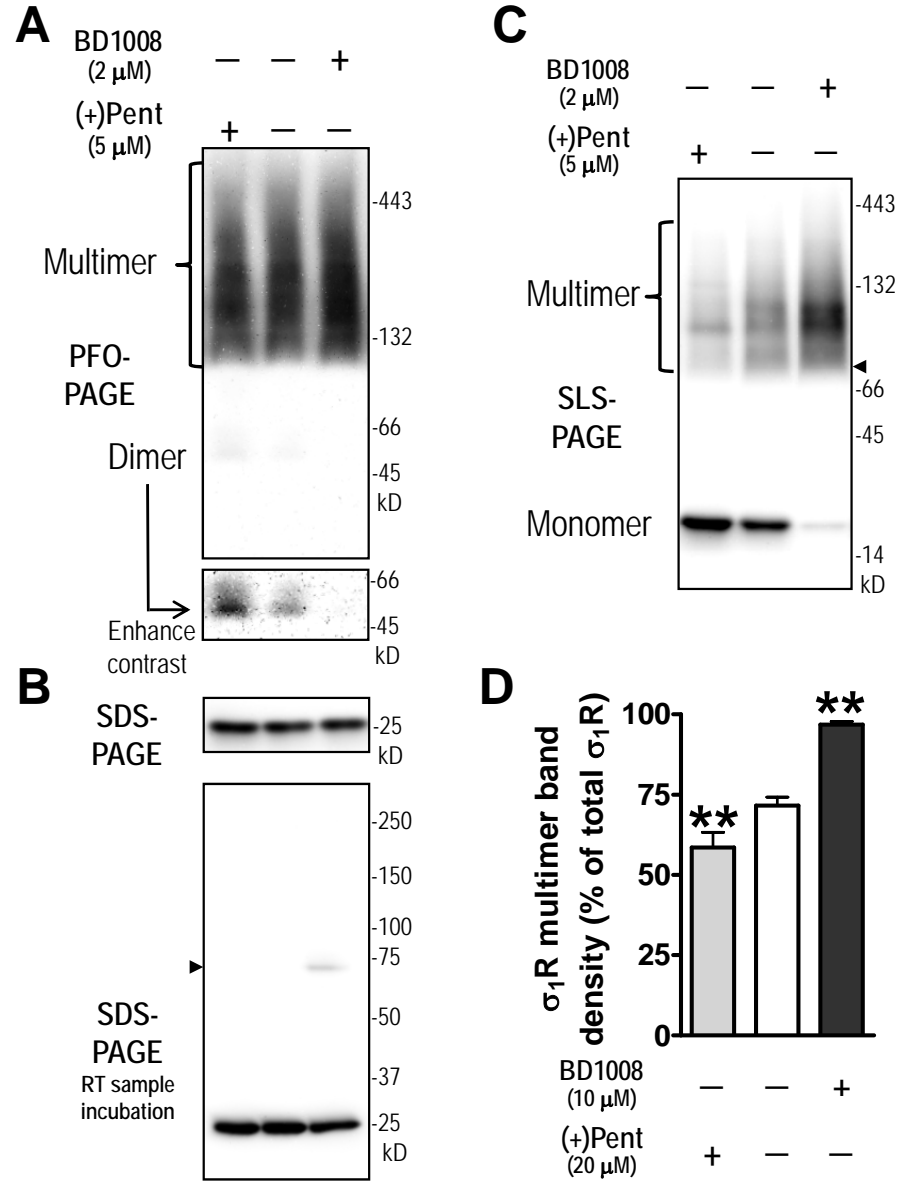 A
BD1008
(2 μM)
— — +
(+)Pent
(5 μM)
+ — —
-443
Multimer
-132
PFO-
PAGE
-66
Dimer
-45
kD
-66
Enhance
contrast
-45
kD
B
SDS-
PAGE
-25
kD
-250
-150
-100
-75
SDS-
PAGE
-50
RT sample
incubation
-37
-25
kD
C
BD1008
(2 μM)
— — +
(+)Pent
(5 μM)
+ — —
-443
Multimer
-132
-66
SLS-
PAGE
-45
Monomer
-14
kD
D
σ1R multimer band
density (% of total σ1R)
100
75
50
25
0
**
**
BD1008
(10 μM)
— — +
(+)Pent
(20 μM)
+ — —